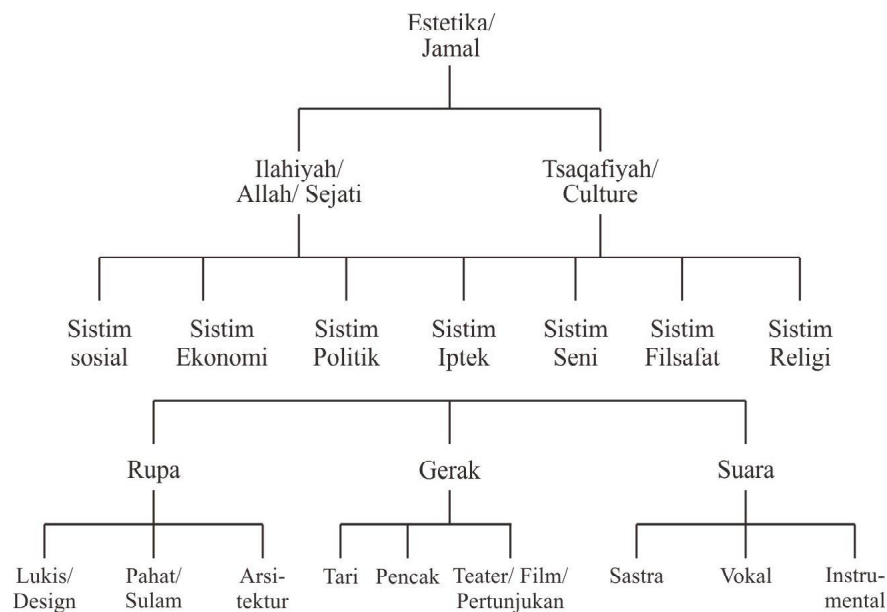 Estetika/
Jamal
Ilahiyah/
Allah/ Sejati
Tsaqafiyah/
Culture
Sistim
sosial
Sistim
Ekonomi
Sistim
Politik
Sistim
Iptek
Sistim
Seni
Sistim
Filsafat
Sistim
Religi
Rupa
Gerak
Suara
Lukis/
Design
Pahat/
Sulam
Arsi-
tektur
Tari
Pencak
Teater/ Film/
Pertunjukan
Sastra
Vokal
Instru-
mental